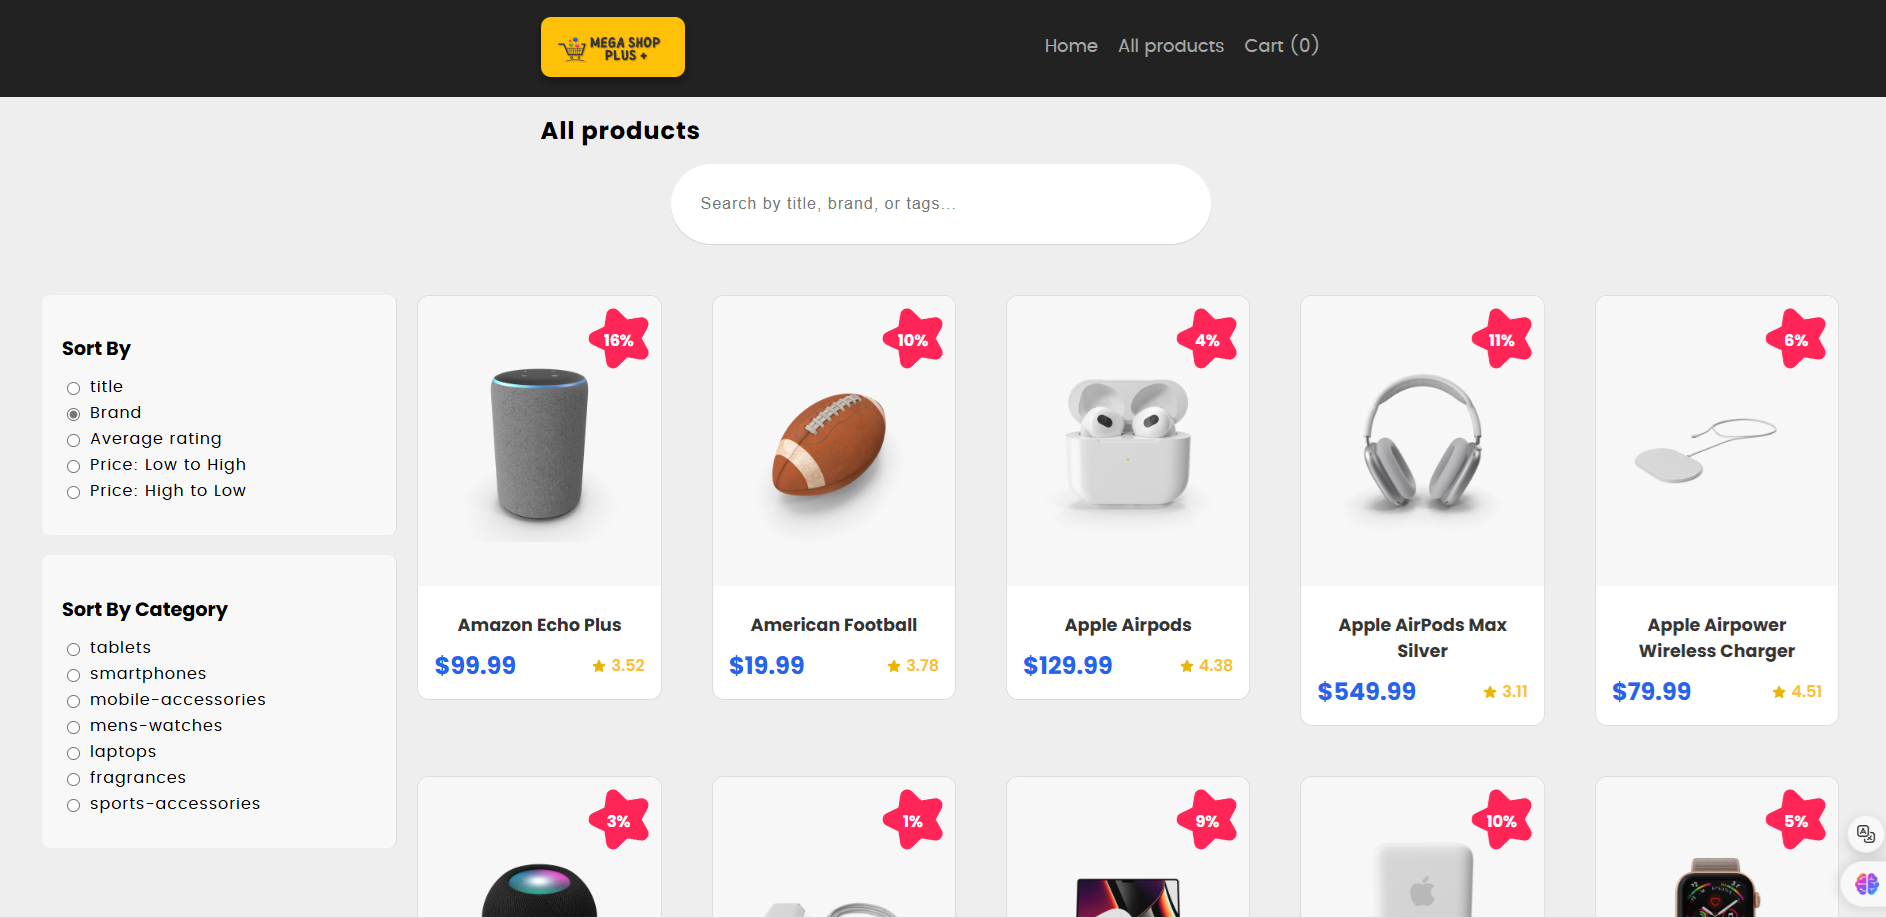 MEGA SHOP
PLUS +
Home All products Cart (0)
All products
Search by title, brand, or tags...
Sort By
title
Brand
Average rating
Price: Low to High
Price: High to Low
Sort By Category
tablets
smartphones
mobile-accessories
mens-watches
laptops
fragrances
sports-accessories
16%
Amazon Echo Plus
$99.99 3.52
10%
American Football
$19.99 3.78
4%
Apple Airpods
$129.99 4.38
11%
Apple AirPods Max
Silver
$549.99 3.11
6%
Apple Airpower
Wireless Charger
$79.99 4.51
3%
1%
9%
10%
5%